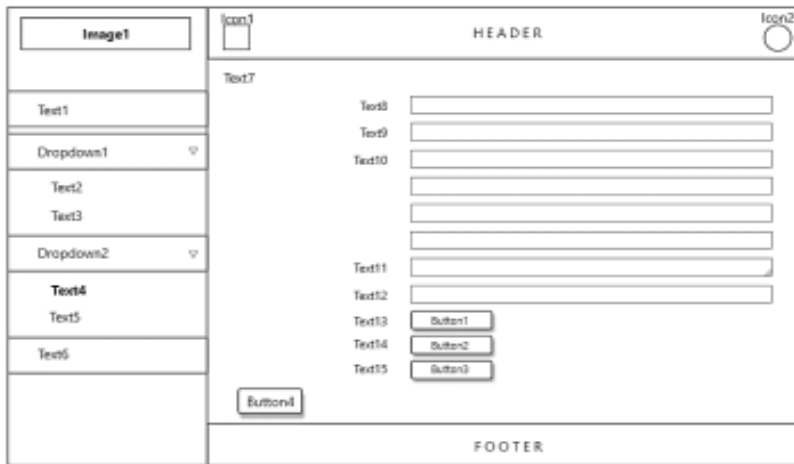 Image1
Icon1
HEADER
Icon2
Text1
Dropdown1
Text2
Text3
Dropdown2
Text4
Text5
Text6
Text7
Text8
Text9
Text10
Text11
Text12
Text13 Button1
Text14 Button2
Text15 Button3
Button4
FOOTER